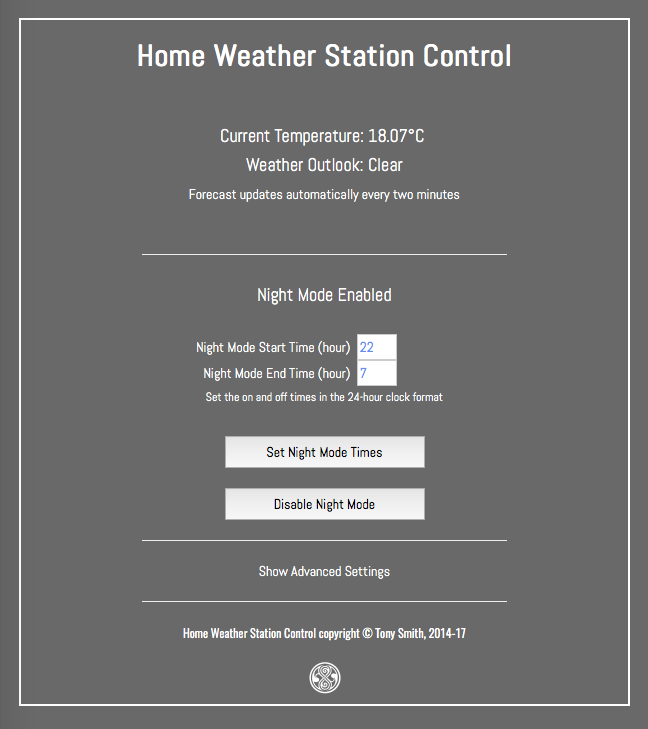 Home Weather Station Control
Current Temperature: 18.07°C
Weather Outlook: Clear
Forecast updates automatically every two minutes
Night Mode Enabled
Night Mode Start Time (hour) 22
Night Mode End Time (hour) 7
Set the on and off times in the 24-hour clock format
Set Night Mode Times
Disable Night Mode
Show Advanced Settings
Home Weather Station Control copyright © Tony Smith, 2014-17